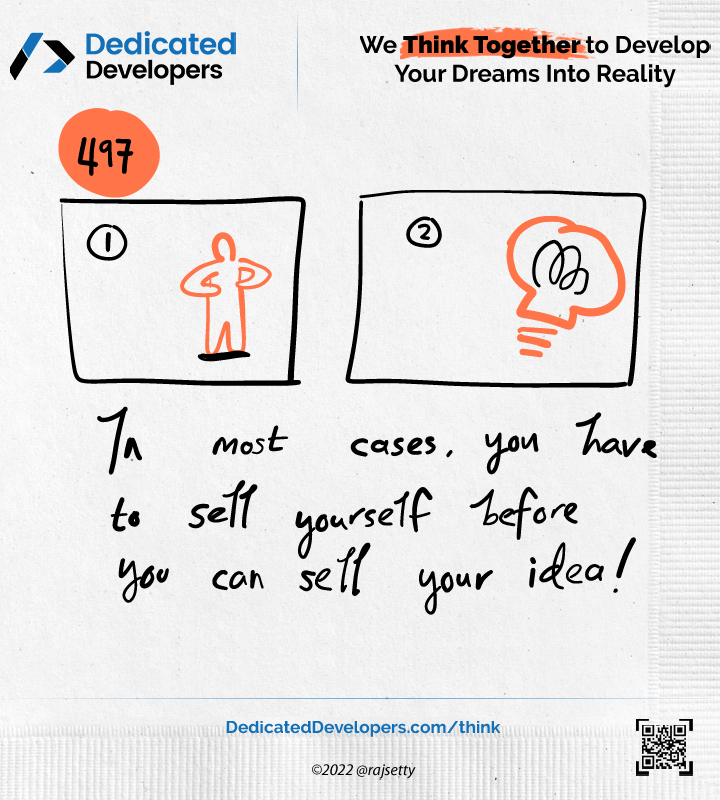 Dedicated
Developers
We Think Together to Develop
Your Dreams Into Reality
497
1
2
In most cases, you have
to sell yourself before
you can sell your idea!
DedicatedDevelopers.com/think
©2022 @rajsetty